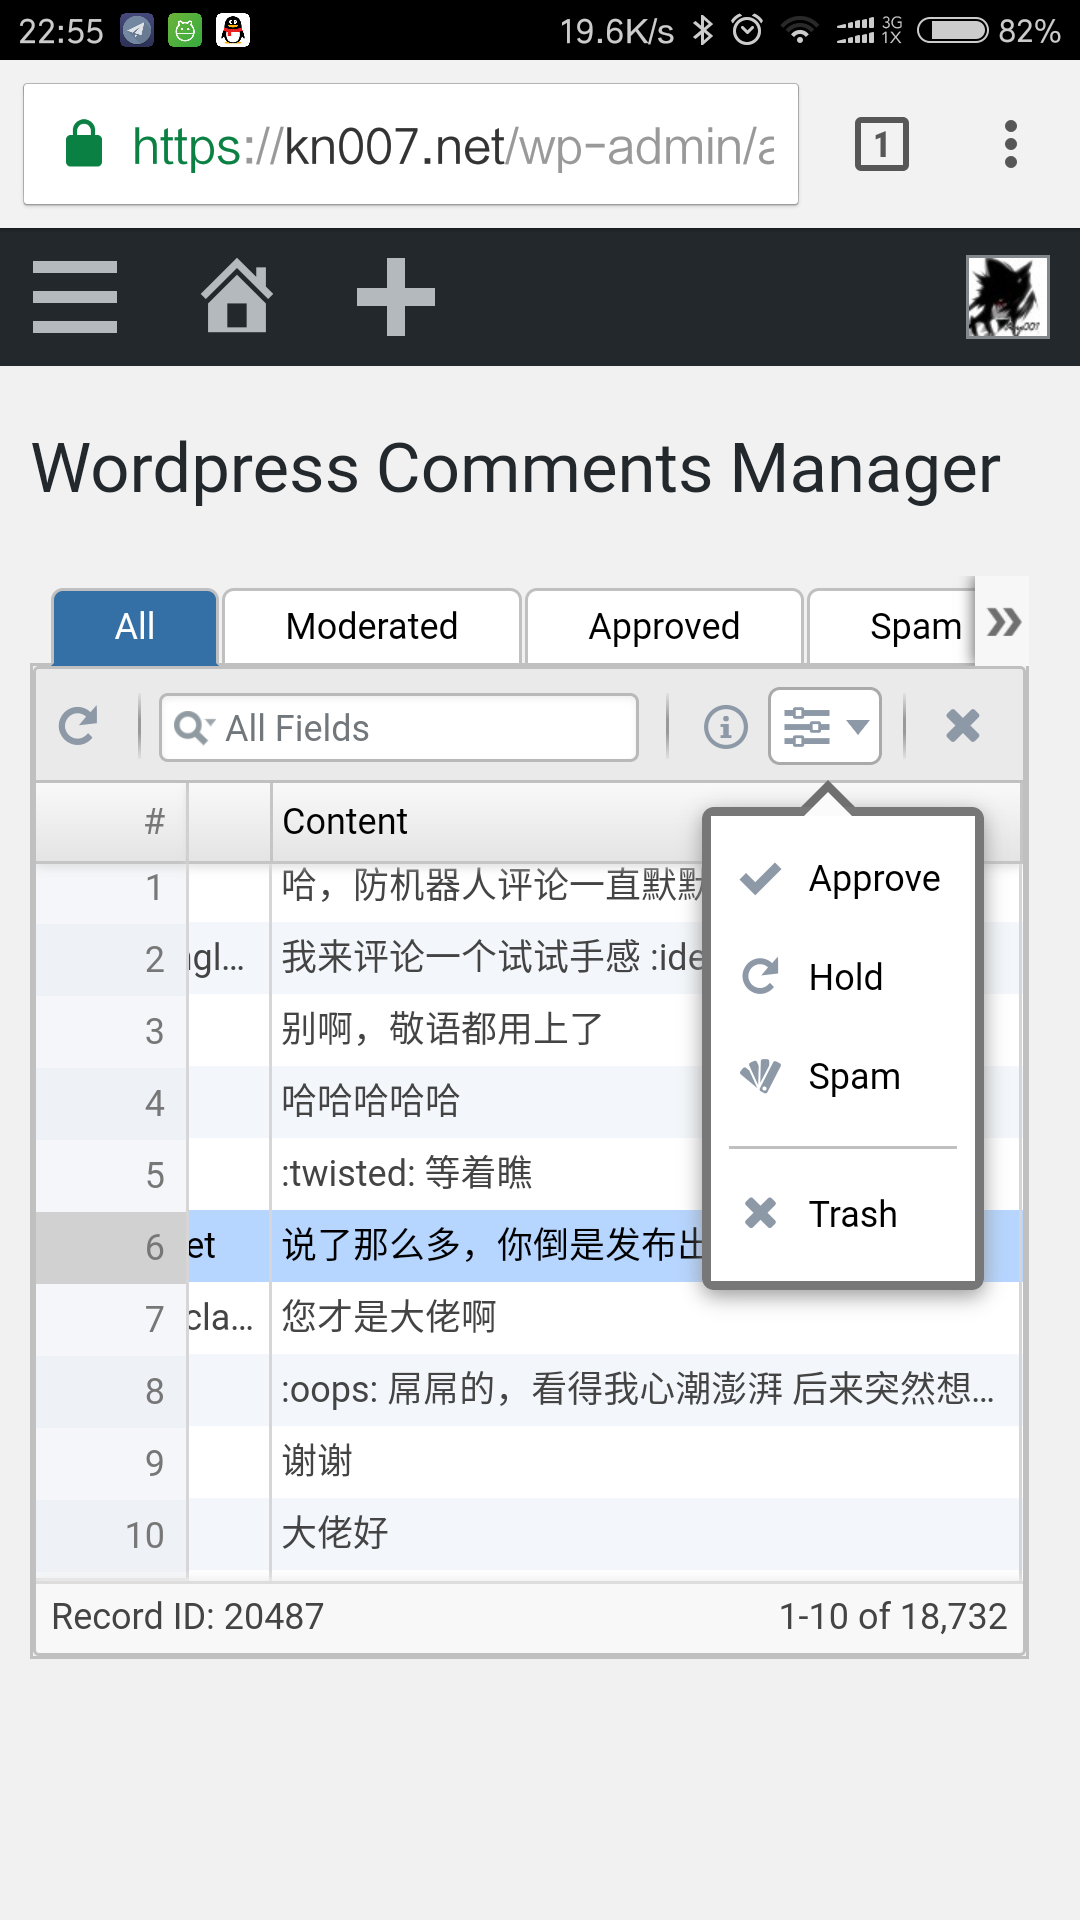 22:55 19.6K/s 3G 1X 82%
https://kn007.net/wp-admin/a
1
Wordpress Comments Manager
All Moderated Approved Spam
All Fields
# Content
1 哈，防机器人评论一直默默
2 gl... 我来评论一个试试手感 :ide
3 别啊，敬语都用上了
4 哈哈哈哈哈
5 :twisted: 等着瞧
6 et 说了那么多，你倒是发布出
7 cla... 您才是大佬啊
8 :oops: 屌屌的，看得我心潮澎湃 后来突然想...
9 谢谢
10 大佬好
Approve
Hold
Spam
Trash
Record ID: 20487 1-10 of 18,732